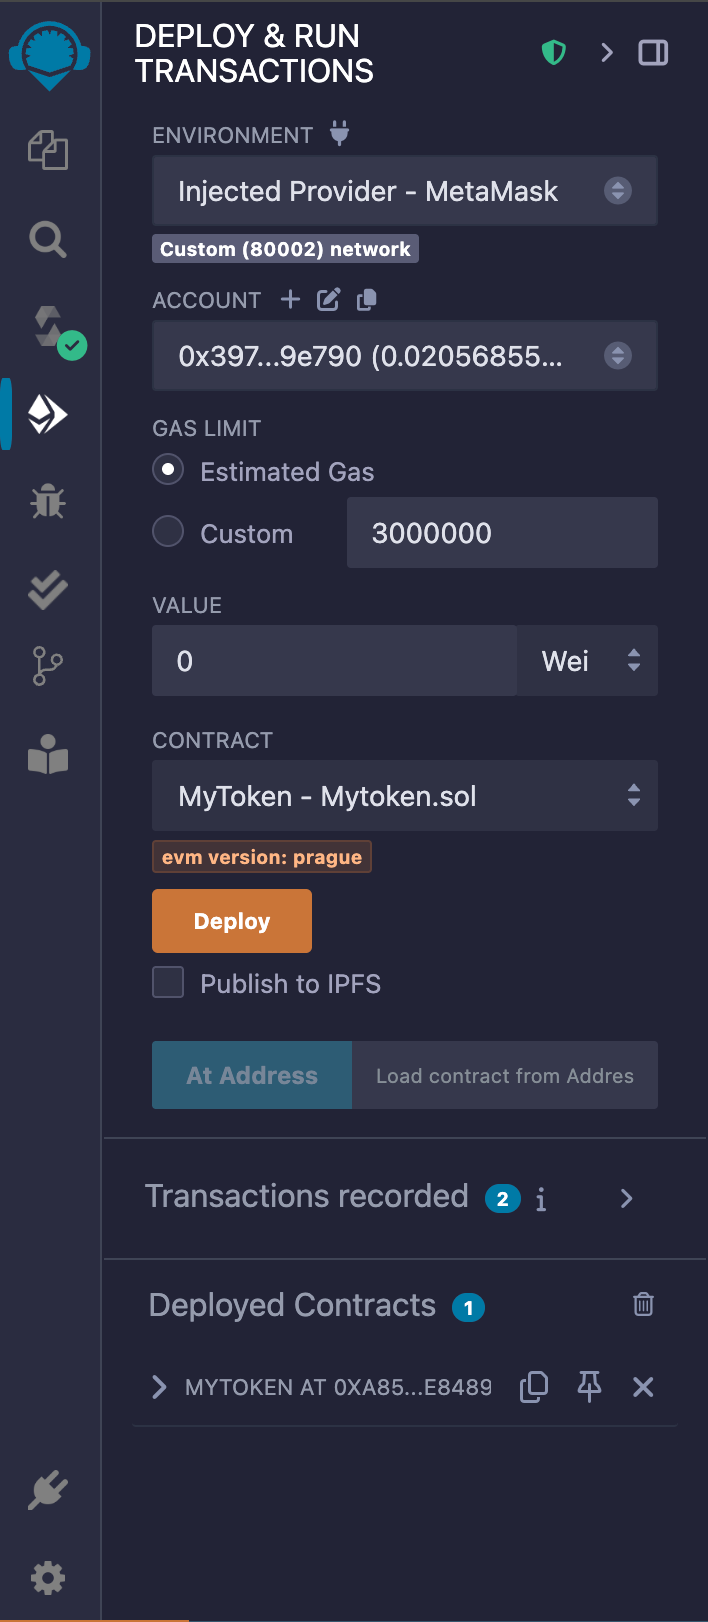 DEPLOY & RUN
TRANSACTIONS
ENVIRONMENT
Injected Provider - MetaMask
Custom (80002) network
ACCOUNT
0x397...9e790 (0.02056855...
GAS LIMIT
Estimated Gas
Custom
3000000
VALUE
0
Wei
CONTRACT
MyToken - Mytoken.sol
evm version: prague
Deploy
Publish to IPFS
At Address
Load contract from Addres
Transactions recorded 2 i
Deployed Contracts 1
MYTOKEN AT 0XA85...E8489